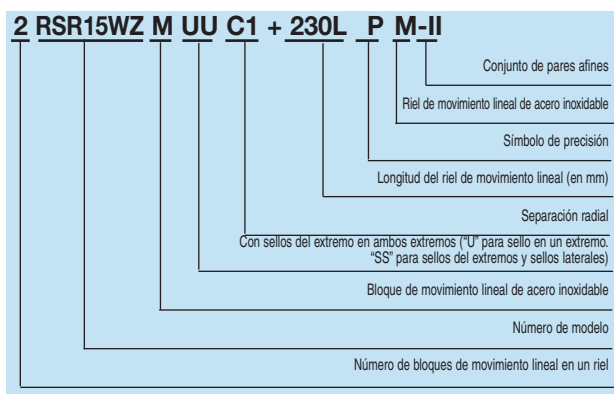 2 RSR15WZ M UU C1 + 230L P M-II
Conjunto de pares afines
Riel de movimiento lineal de acero inoxidable
Símbolo de precisión
Longitud del riel de movimiento lineal (en mm)
Separación radial
Con sellos del extremo en ambos extremos ("U" para sello en un extremo.
"SS" para sellos del extremos y sellos laterales)
Bloque de movimiento lineal de acero inoxidable
Número de modelo
Número de bloques de movimiento lineal en un riel